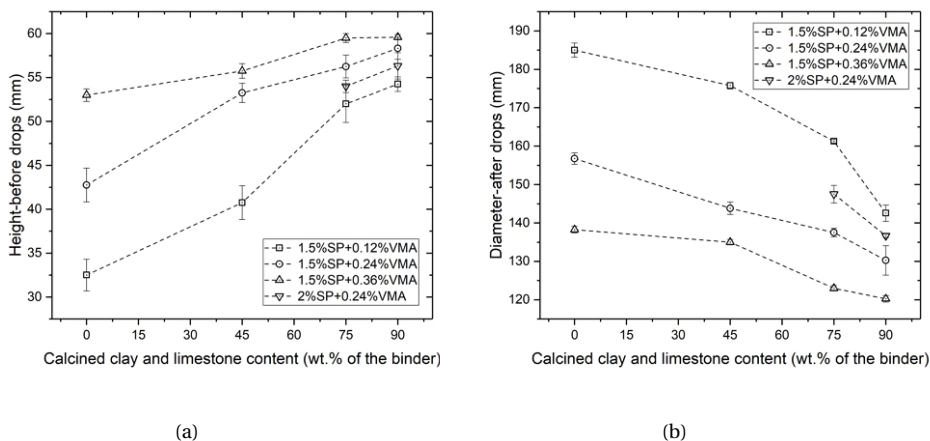 60
55
50
45
40
35
30
Height-before drops (mm)
1.5%SP+0.12%VMA
1.5%SP+0.24%VMA
1.5%SP+0.36%VMA
2%SP+0.24%VMA
0 15 30 45 60 75 90
Calcined clay and limestone content (wt.% of the binder)
(a)
190
180
170
160
150
140
130
120
Diameter-after drops (mm)
1.5%SP+0.12%VMA
1.5%SP+0.24%VMA
1.5%SP+0.36%VMA
2%SP+0.24%VMA
0 15 30 45 60 75 90
Calcined clay and limestone content (wt.% of the binder)
(b)